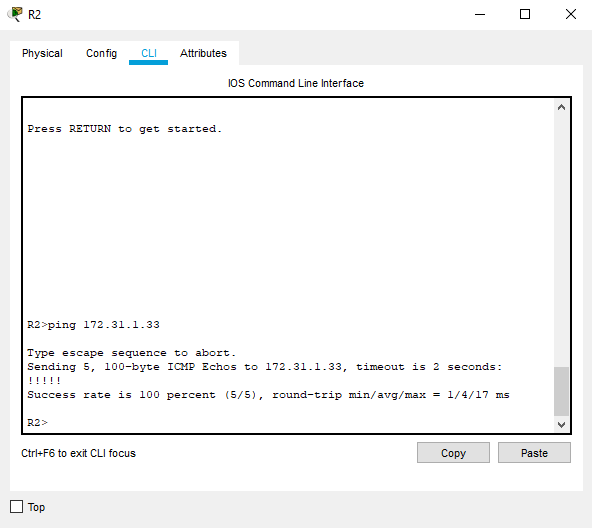 R2
Physical Config CLI Attributes
IOS Command Line Interface
Press RETURN to get started.
R2>ping 172.31.1.33
Type escape sequence to abort.
Sending 5, 100-byte ICMP Echos to 172.31.1.33, timeout is 2 seconds:
!!!!!
Success rate is 100 percent (5/5), round-trip min/avg/max = 1/4/17 ms
R2>
Ctrl+F6 to exit CLI focus Copy Paste
Top